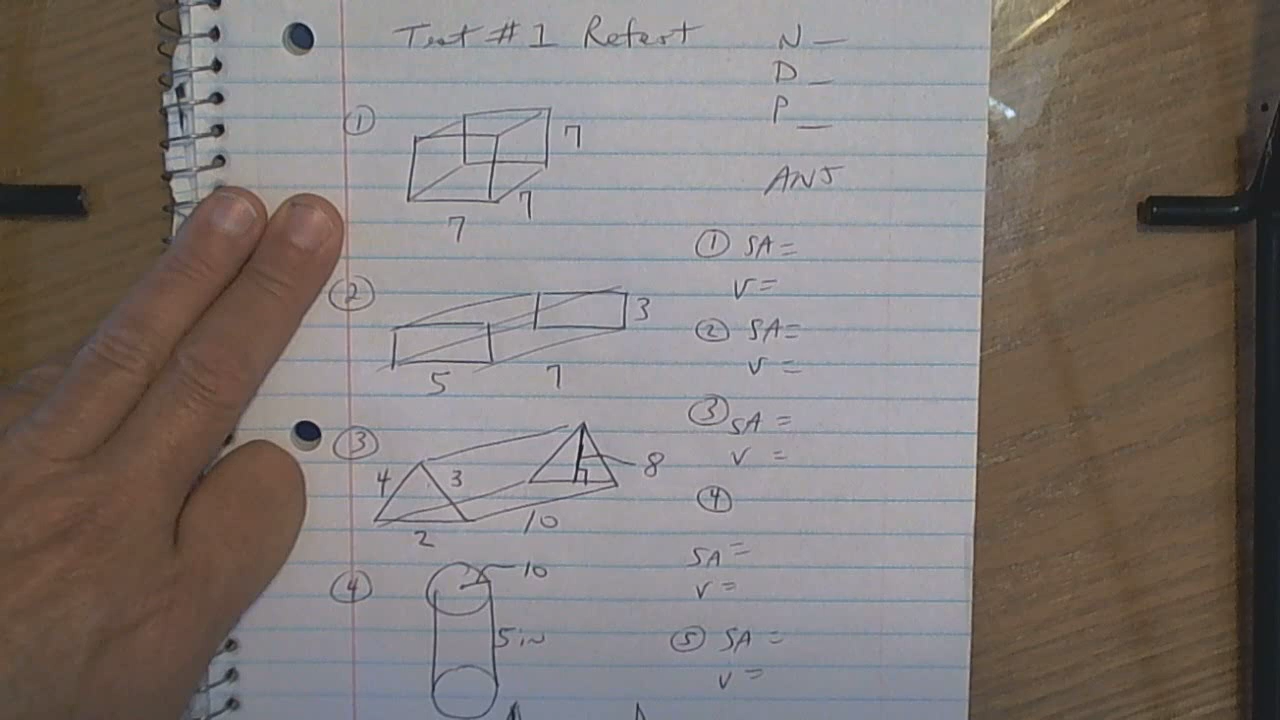 Test #1 Retest
N _
D _
P _
① 7
7
7
ANS
① SA =
V =
② 3
5
7
② SA =
V =
③ 4
3
8
10
2
③ SA =
V =
④
SA =
V =
④ 10
5 in
⑤ SA =
V =